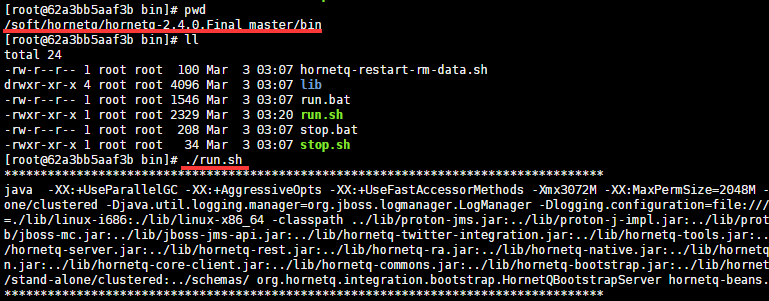 [root@62a3bb5aaf3b bin]# pwd
/soft/hornetq/hornetq-2.4.0.Final_master/bin
[root@62a3bb5aaf3b bin]# ll
total 24
-rw-r--r-- 1 root root  100 Mar  3 03:07 hornetq-restart-rm-data.sh
drwxr-xr-x 4 root root 4096 Mar  3 03:07 lib
-rw-r--r-- 1 root root 1546 Mar  3 03:07 run.bat
-rwxr-xr-x 1 root root 2329 Mar  3 03:20 run.sh
-rw-r--r-- 1 root root  208 Mar  3 03:07 stop.bat
-rwxr-xr-x 1 root root   34 Mar  3 03:07 stop.sh
[root@62a3bb5aaf3b bin]# ./run.sh
***********************************************************************************
java  -XX:+UseParallelGC -XX:+AggressiveOpts -XX:+UseFastAccessorMethods -Xmx3072M -XX:MaxPermSize=2048M -
one/clustered -Djava.util.logging.manager=org.jboss.logmanager.LogManager -Dlogging.configuration=file:///
=./lib/linux-i686:./lib/linux-x86_64 -classpath ../lib/proton-jms.jar:../lib/proton-j-impl.jar:../lib/prot
b/jboss-mc.jar:../lib/jboss-jms-api.jar:../lib/hornetq-twitter-integration.jar:../lib/hornetq-tools.jar:..
/hornetq-server.jar:../lib/hornetq-rest.jar:../lib/hornetq-ra.jar:../lib/hornetq-native.jar:../lib/hornetq
n.jar:../lib/hornetq-core-client.jar:../lib/hornetq-commons.jar:../lib/hornetq-bootstrap.jar:../lib/hornet
/stand-alone/clustered:../schemas/ org.hornetq.integration.bootstrap.HornetQBootstrapServer hornetq-beans.
***********************************************************************************